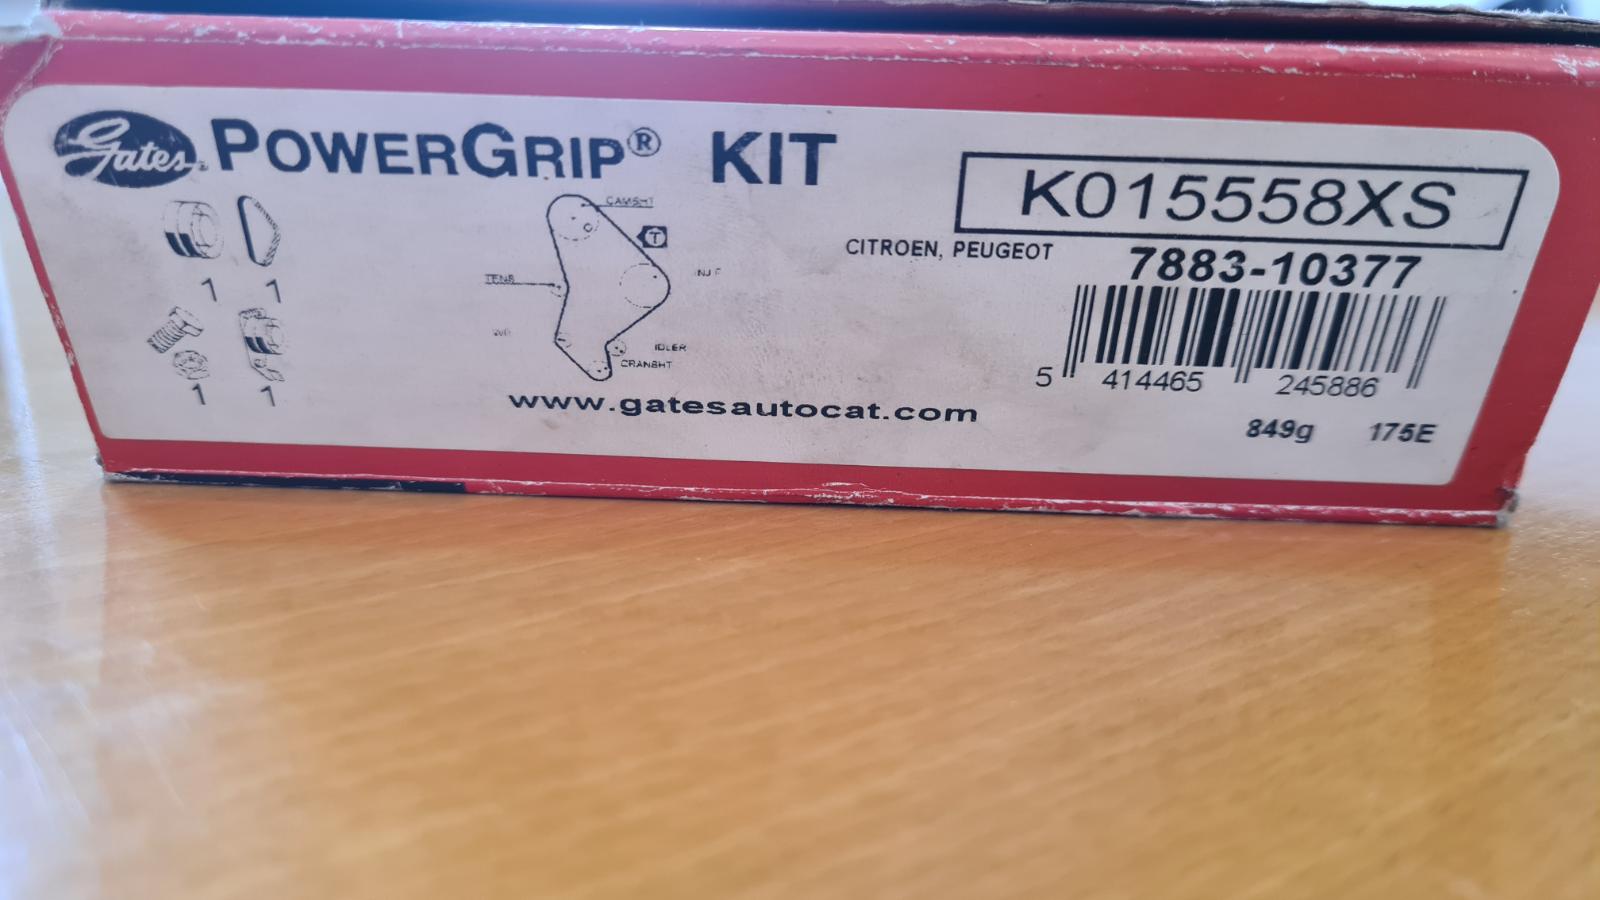 Gates POWERGRIP® KIT
K015558XS
CITROEN, PEUGEOT
7883-10377
CAMSHT
T
TENS
INJ P
1 1
IDLER
CRANSHT
1 1
5 414465 245886
www.gatesautocat.com
849g 175E